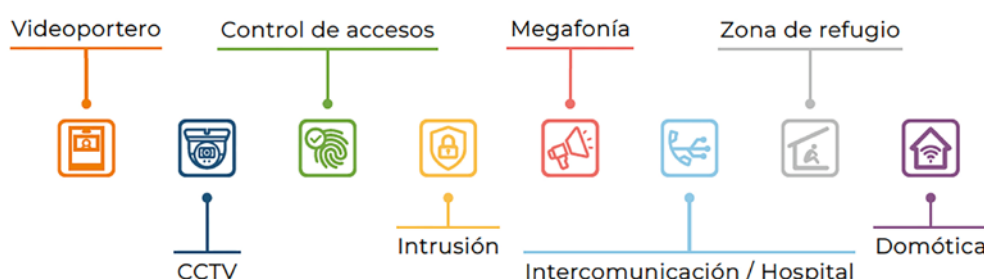 Videoportero
Control de accesos
Megafonía
Zona de refugio
Intrusión
Domótica
CCTV
Intercomunicación / Hospital